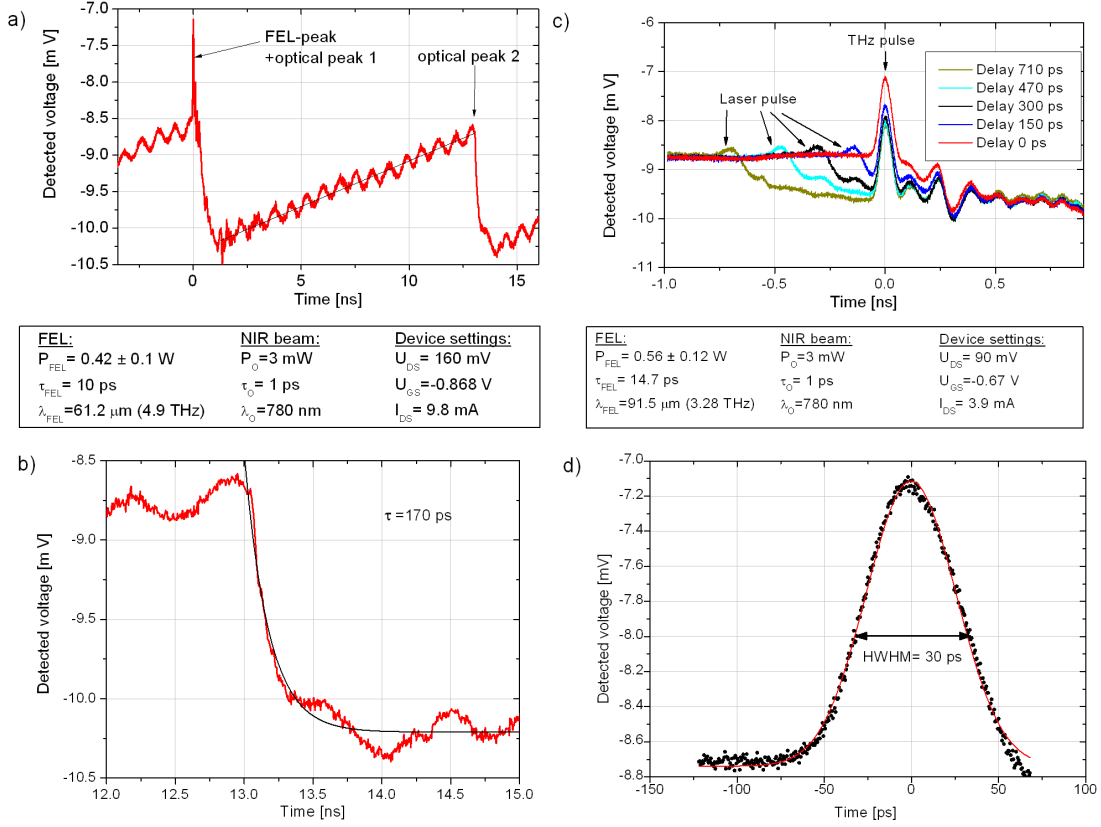 a)
-7.0
-7.5
-8.0
-8.5
-9.0
-9.5
-10.0
-10.5
Detected voltage [m V]
FEL-peak
+optical peak 1
optical peak 2
0 5 10 15
Time [ns]
FEL: NIR beam: Device settings:
P_FEL = 0.42 ± 0.1 W P_O=3 mW U_DS= 160 mV
τ_FEL= 10 ps τ_O= 1 ps U_GS=-0.868 V
λ_FEL=61.2 μm (4.9 THz) λ_O=780 nm I_DS= 9.8 mA
c)
-6
-7
-8
-9
-10
-11
Detected voltage [m V]
THz pulse
Laser pulse
Delay 710 ps
Delay 470 ps
Delay 300 ps
Delay 150 ps
Delay 0 ps
-1.0 -0.5 0.0 0.5
Time [ns]
FEL: NIR beam: Device settings:
P_FEL = 0.56 ± 0.12 W P_O=3 mW U_DS= 90 mV
τ_FEL= 14.7 ps τ_O= 1 ps U_GS=-0.67 V
λ_FEL=91.5 μm (3.28 THz) λ_O=780 nm I_DS= 3.9 mA
b)
-8.5
-9.0
-9.5
-10.0
-10.5
Detected voltage [m V]
τ =170 ps
12.0 12.5 13.0 13.5 14.0 14.5 15.0
Time [ns]
d)
-7.0
-7.2
-7.4
-7.6
-7.8
-8.0
-8.2
-8.4
-8.6
-8.8
Detected voltage [mV]
HWHM= 30 ps
-150 -100 -50 0 50 100
Time [ps]